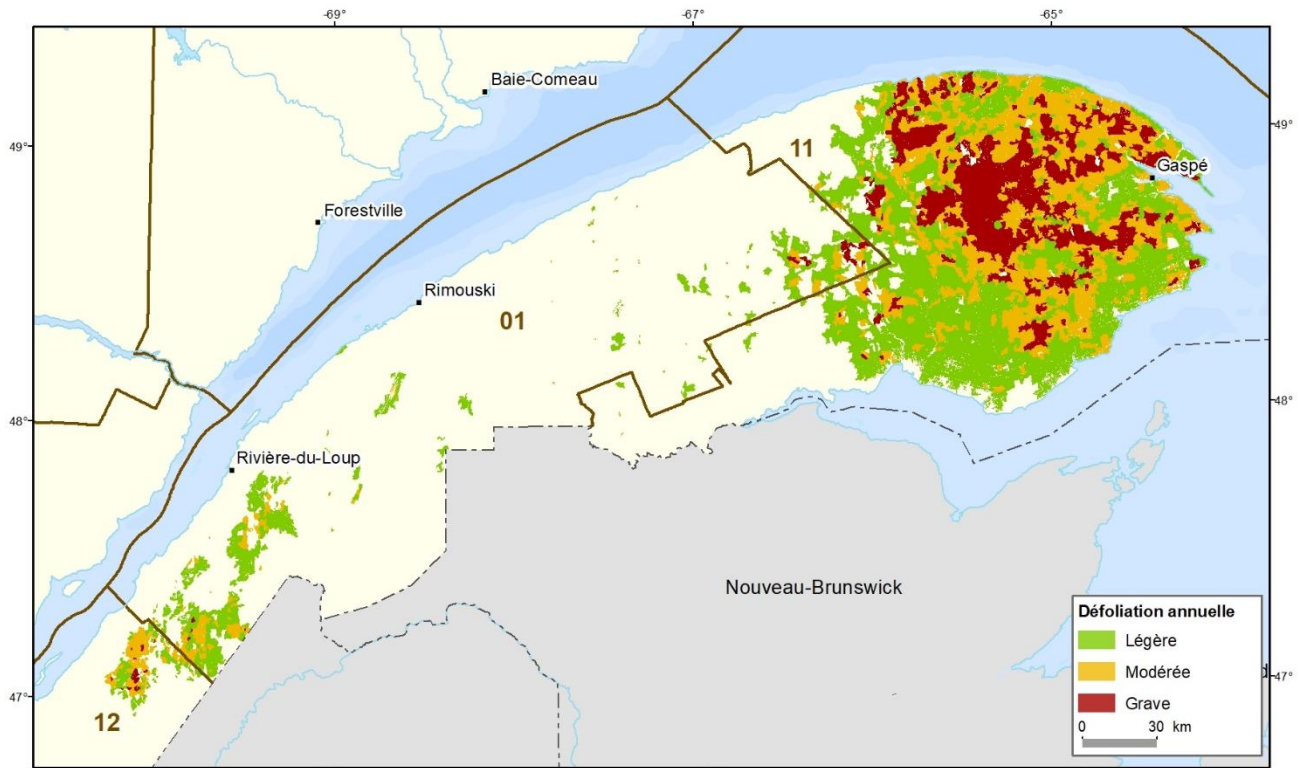 -69° -67° -65°
Baie-Comeau
49° 49°
11
Gaspé
Forestville
Rimouski
01
48° 48°
Rivière-du-Loup
Nouveau-Brunswick
Défoliation annuelle
Légère
Modérée
Grave
0 30 km
47° 47°
12